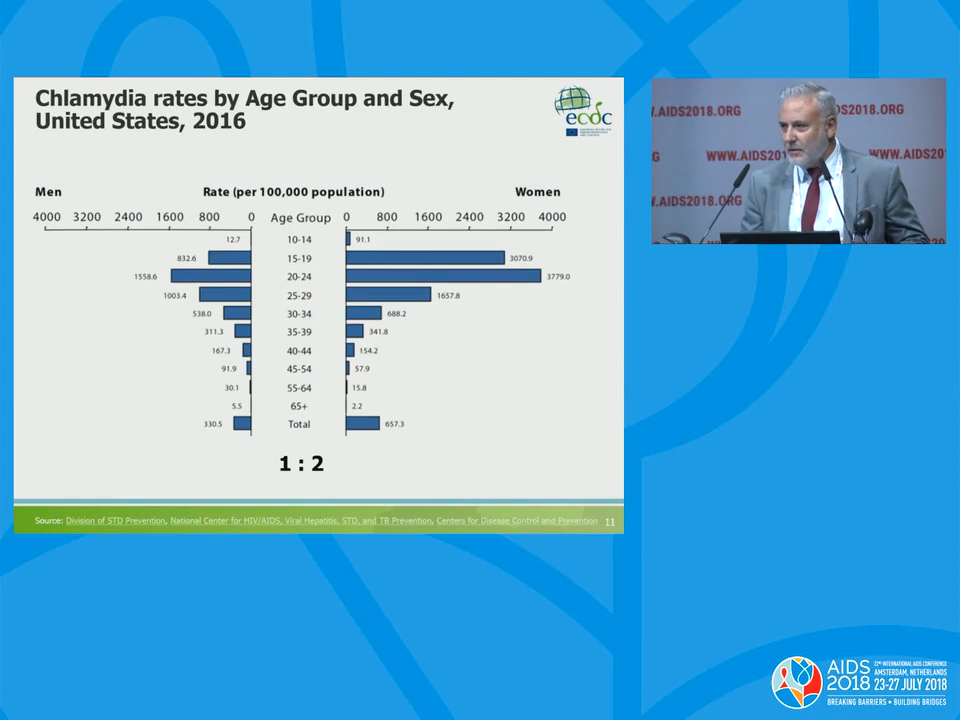 Chlamydia rates by Age Group and Sex,
United States, 2016
ecdc
Men Rate (per 100,000 population) Women
4000 3200 2400 1600 800 0 Age Group 0 800 1600 2400 3200 4000
12.7 10-14 91.1
832.6 15-19 3070.9
1558.6 20-24 3779.0
1003.4 25-29 1657.8
538.0 30-34 688.2
311.3 35-39 341.8
167.3 40-44 154.2
91.9 45-54 57.9
30.1 55-64 15.8
5.5 65+ 2.2
330.5 Total 657.3
1 : 2
Source: Division of STD Prevention, National Center for HIV/AIDS, Viral Hepatitis, STD, and TB Prevention, Centers for Disease Control and Prevention 11
.AIDS2018.ORG DS2018.ORG
G WWW.AIDS201 WWW.AIDS20
.AIDS2018.ORG
20
AIDS 2018
22ND INTERNATIONAL AIDS CONFERENCE
AMSTERDAM, NETHERLANDS
23-27 JULY 2018
BREAKING BARRIERS • BUILDING BRIDGES